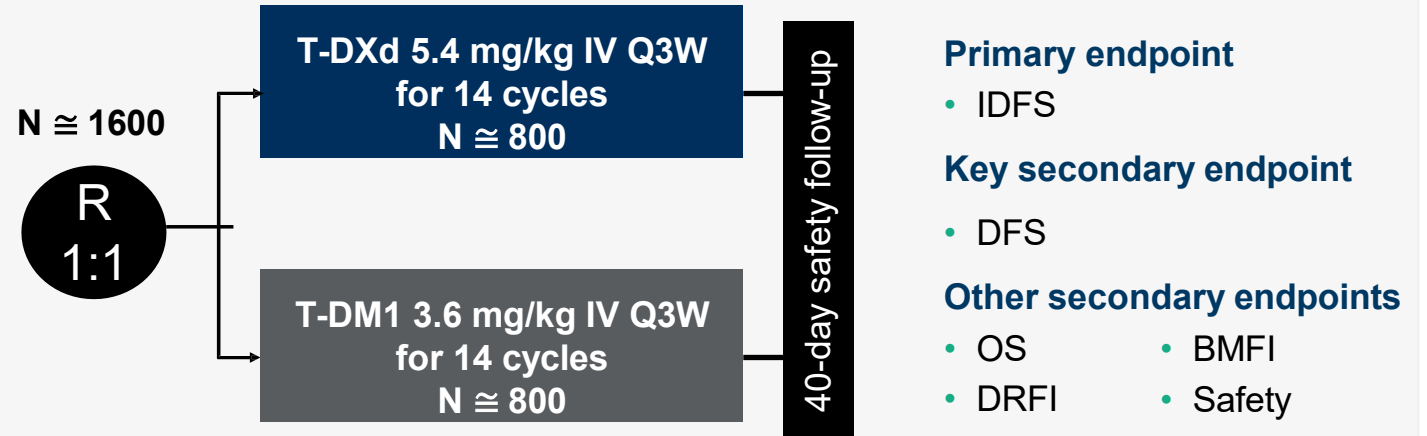 N ≅ 1600
R
1:1
T-DXd 5.4 mg/kg IV Q3W
for 14 cycles
N ≅ 800
T-DM1 3.6 mg/kg IV Q3W
for 14 cycles
N ≅ 800
40-day safety follow-up
Primary endpoint
• IDFS
Key secondary endpoint
• DFS
Other secondary endpoints
• OS • BMFI
• DRFI • Safety